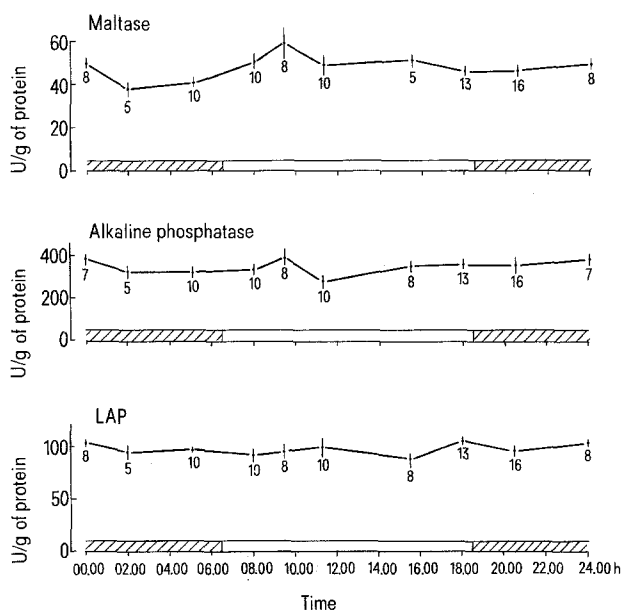 Maltase
U/g of protein
60
40
20
0
8 5 10 10 8 10 5 13 16 8
Alkaline phosphatase
U/g of protein
400
200
0
7 5 10 10 8 10 8 13 16 7
LAP
U/g of protein
100
50
0
8 5 10 10 8 10 8 13 16 8
00.00 02.00 04.00 06.00 08.00 10.00 12.00 14.00 16.00 18.00 20.00 22.00 24.00 h
Time